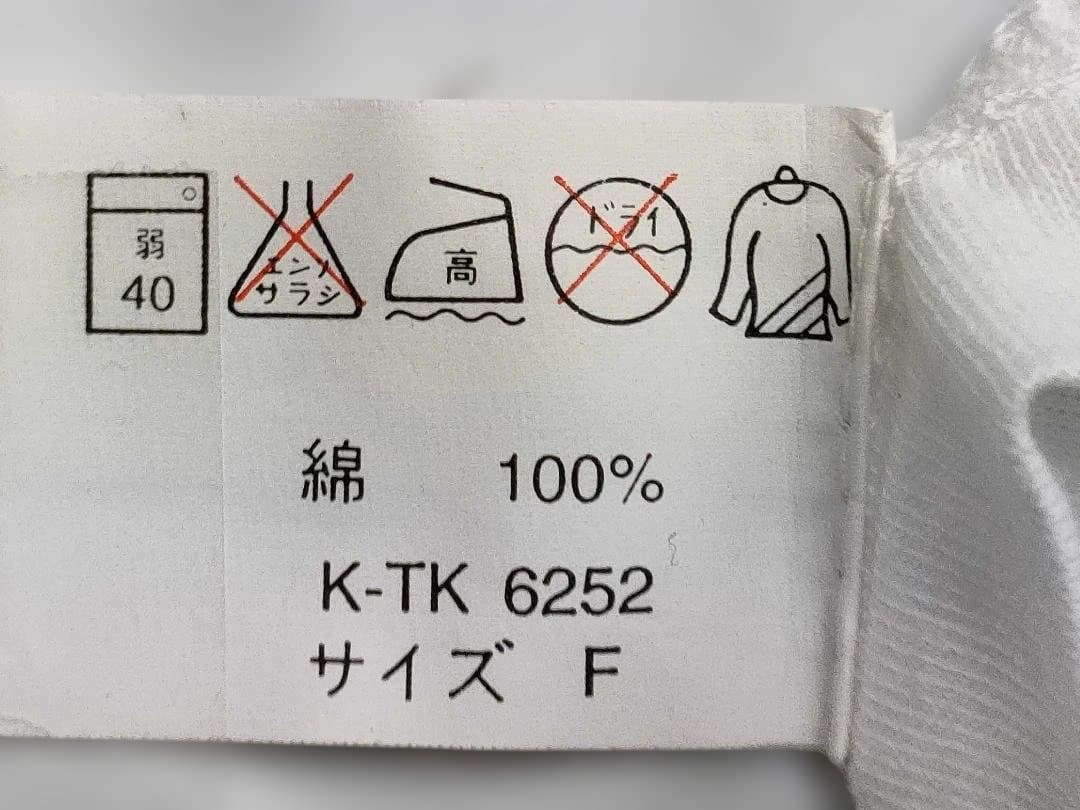 弱
40
エンソ
サラシ
高
ドライ
綿 100%
K-TK 6252
サイズ F